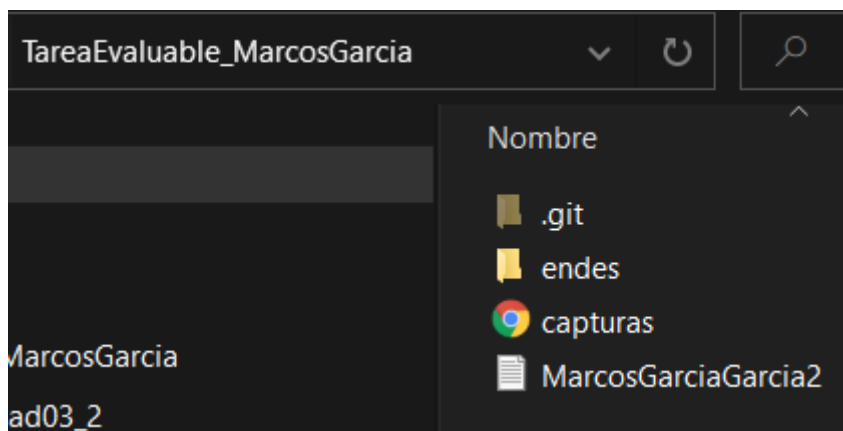 TareaEvaluable_MarcosGarcia
Nombre
.git
endes
capturas
MarcosGarcia
MarcosGarciaGarcia2
ad03_2